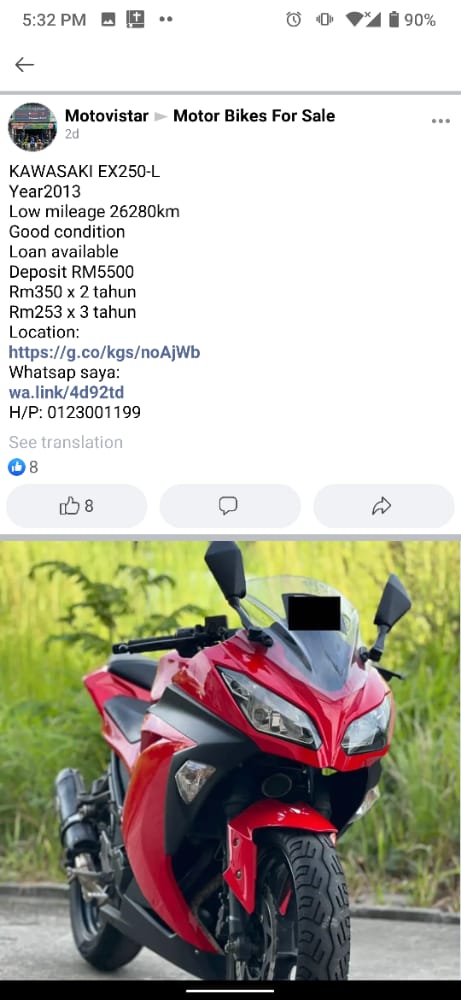 5:32 PM
90%
Motovistar ► Motor Bikes For Sale
2d
KAWASAKI EX250-L
Year2013
Low mileage 26280km
Good condition
Loan available
Deposit RM5500
Rm350 x 2 tahun
Rm253 x 3 tahun
Location:
https://g.co/kgs/noAjWb
Whatsap saya:
wa.link/4d92td
H/P: 0123001199
See translation
8
8